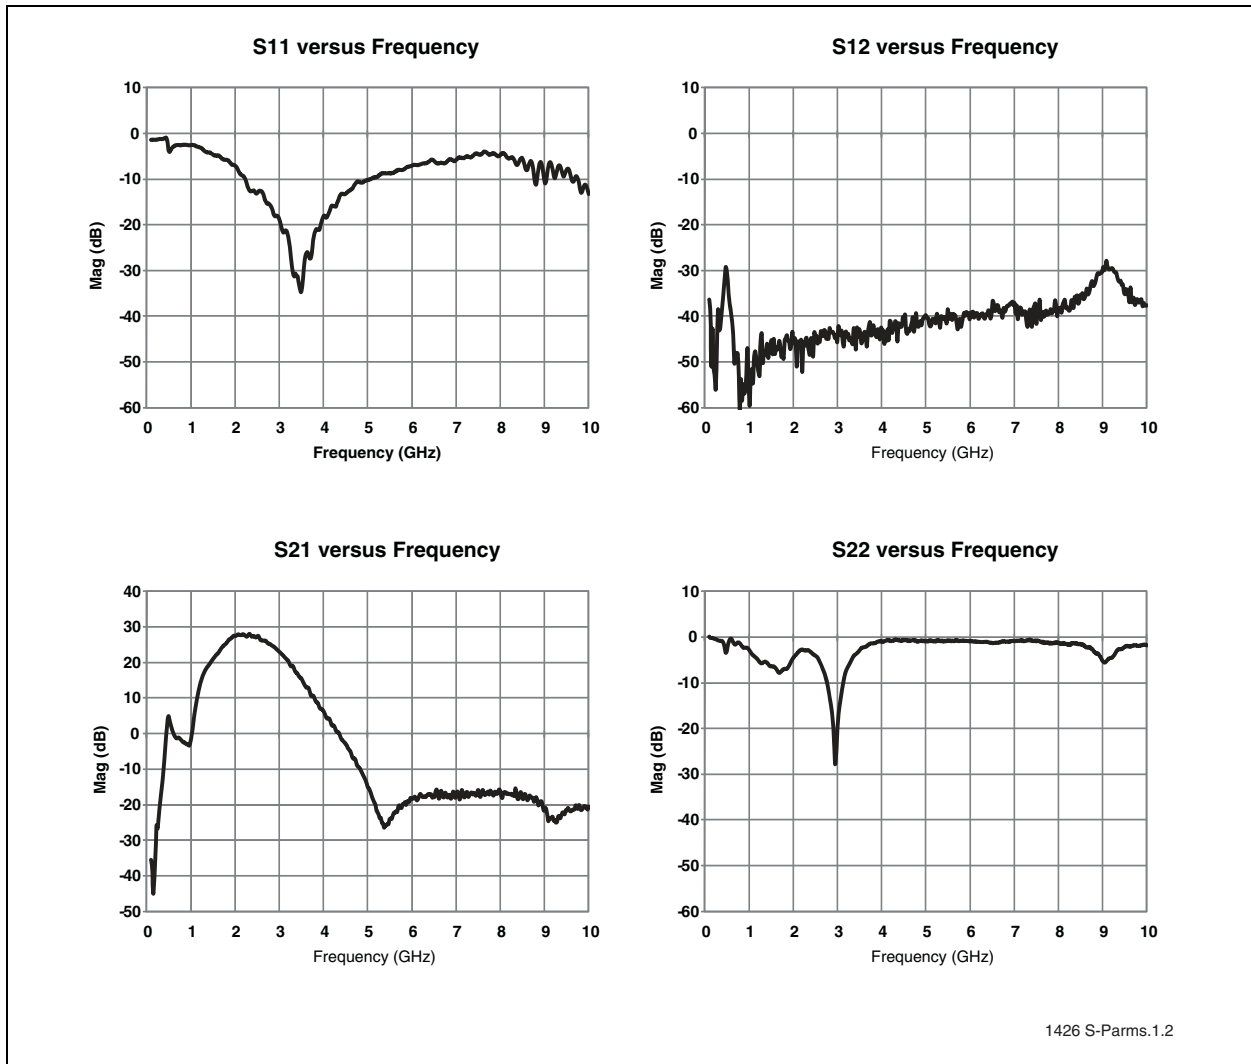 S11 versus Frequency
10
0
-10
-20
-30
-40
-50
-60
Mag (dB)
0 1 2 3 4 5 6 7 8 9 10
Frequency (GHz)
S12 versus Frequency
10
0
-10
-20
-30
-40
-50
-60
Mag (dB)
0 1 2 3 4 5 6 7 8 9 10
Frequency (GHz)
S21 versus Frequency
40
30
20
10
0
-10
-20
-30
-40
-50
Mag (dB)
0 1 2 3 4 5 6 7 8 9 10
Frequency (GHz)
S22 versus Frequency
10
0
-10
-20
-30
-40
-50
-60
Mag (dB)
0 1 2 3 4 5 6 7 8 9 10
Frequency (GHz)
1426 S-Parms.1.2